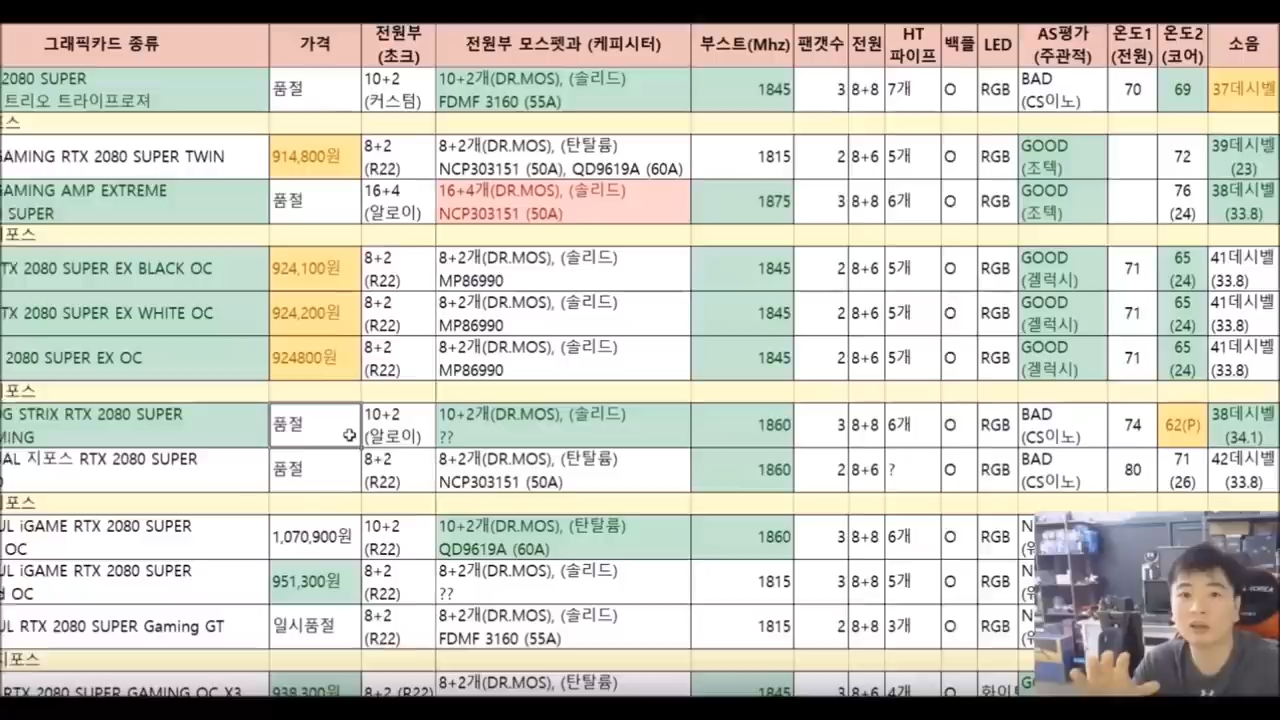 그래픽카드 종류 가격 전원부 (초크) 전원부 모스펫과 (케피시터) 부스트(Mhz) 팬갯수 전원 HT 파이프 백플 LED AS평가 (주관적) 온도1 (전원) 온도2 (코어) 소음
2080 SUPER 트리오 트라이프로져 품절 10+2 (커스텀) 10+2개(DR.MOS), (솔리드) FDMF 3160 (55A) 1845 3 8+8 7개 O RGB BAD (CS이노) 70 69 37데시벨
포스
GAMING RTX 2080 SUPER TWIN 914,800원 8+2 (R22) 8+2개(DR.MOS), (탄탈륨) NCP303151 (50A), QD9619A (60A) 1815 2 8+6 5개 O RGB GOOD (조텍) 72 39데시벨 (23)
GAMING AMP EXTREME SUPER 품절 16+4 (알로이) 16+4개(DR.MOS), (솔리드) NCP303151 (50A) 1875 3 8+8 6개 O RGB GOOD (조텍) 76 (24) 38데시벨 (33.8)
지포스
TX 2080 SUPER EX BLACK OC 924,100원 8+2 (R22) 8+2개(DR.MOS), (솔리드) MP86990 1845 2 8+6 5개 O RGB GOOD (겔럭시) 71 65 (24) 41데시벨 (33.8)
TX 2080 SUPER EX WHITE OC 924,200원 8+2 (R22) 8+2개(DR.MOS), (솔리드) MP86990 1845 2 8+6 5개 O RGB GOOD (겔럭시) 71 65 (24) 41데시벨 (33.8)
2080 SUPER EX OC 924800원 8+2 (R22) 8+2개(DR.MOS), (솔리드) MP86990 1845 2 8+6 5개 O RGB GOOD (겔럭시) 71 65 (24) 41데시벨 (33.8)
지포스
G STRIX RTX 2080 SUPER MING 품절 10+2 (알로이) 10+2개(DR.MOS), (솔리드) ?? 1860 3 8+8 6개 O RGB BAD (CS이노) 74 62(P) 38데시벨 (34.1)
AL 지포스 RTX 2080 SUPER 품절 8+2 (R22) 8+2개(DR.MOS), (탄탈륨) NCP303151 (50A) 1860 2 8+6 ? O RGB BAD (CS이노) 80 71 (26) 42데시벨 (33.8)
지포스
UL iGAME RTX 2080 SUPER OC 1,070,900원 10+2 (R22) 10+2개(DR.MOS), (탄탈륨) QD9619A (60A) 1860 3 8+8 6개 O RGB N
UL iGAME RTX 2080 SUPER OC 951,300원 8+2 (R22) 8+2개(DR.MOS), (솔리드) ?? 1815 3 8+8 5개 O RGB N
UL RTX 2080 SUPER Gaming GT 일시품절 8+2 (R22) 8+2개(DR.MOS), (솔리드) FDMF 3160 (55A) 1815 2 8+8 3개 O RGB N
지포스
RTX 2080 SUPER GAMING OC X3 938,300원 8+2 (R22) 8+2개(DR.MOS), (탄탈륨) 1845 3 8+6 4개 O 화이